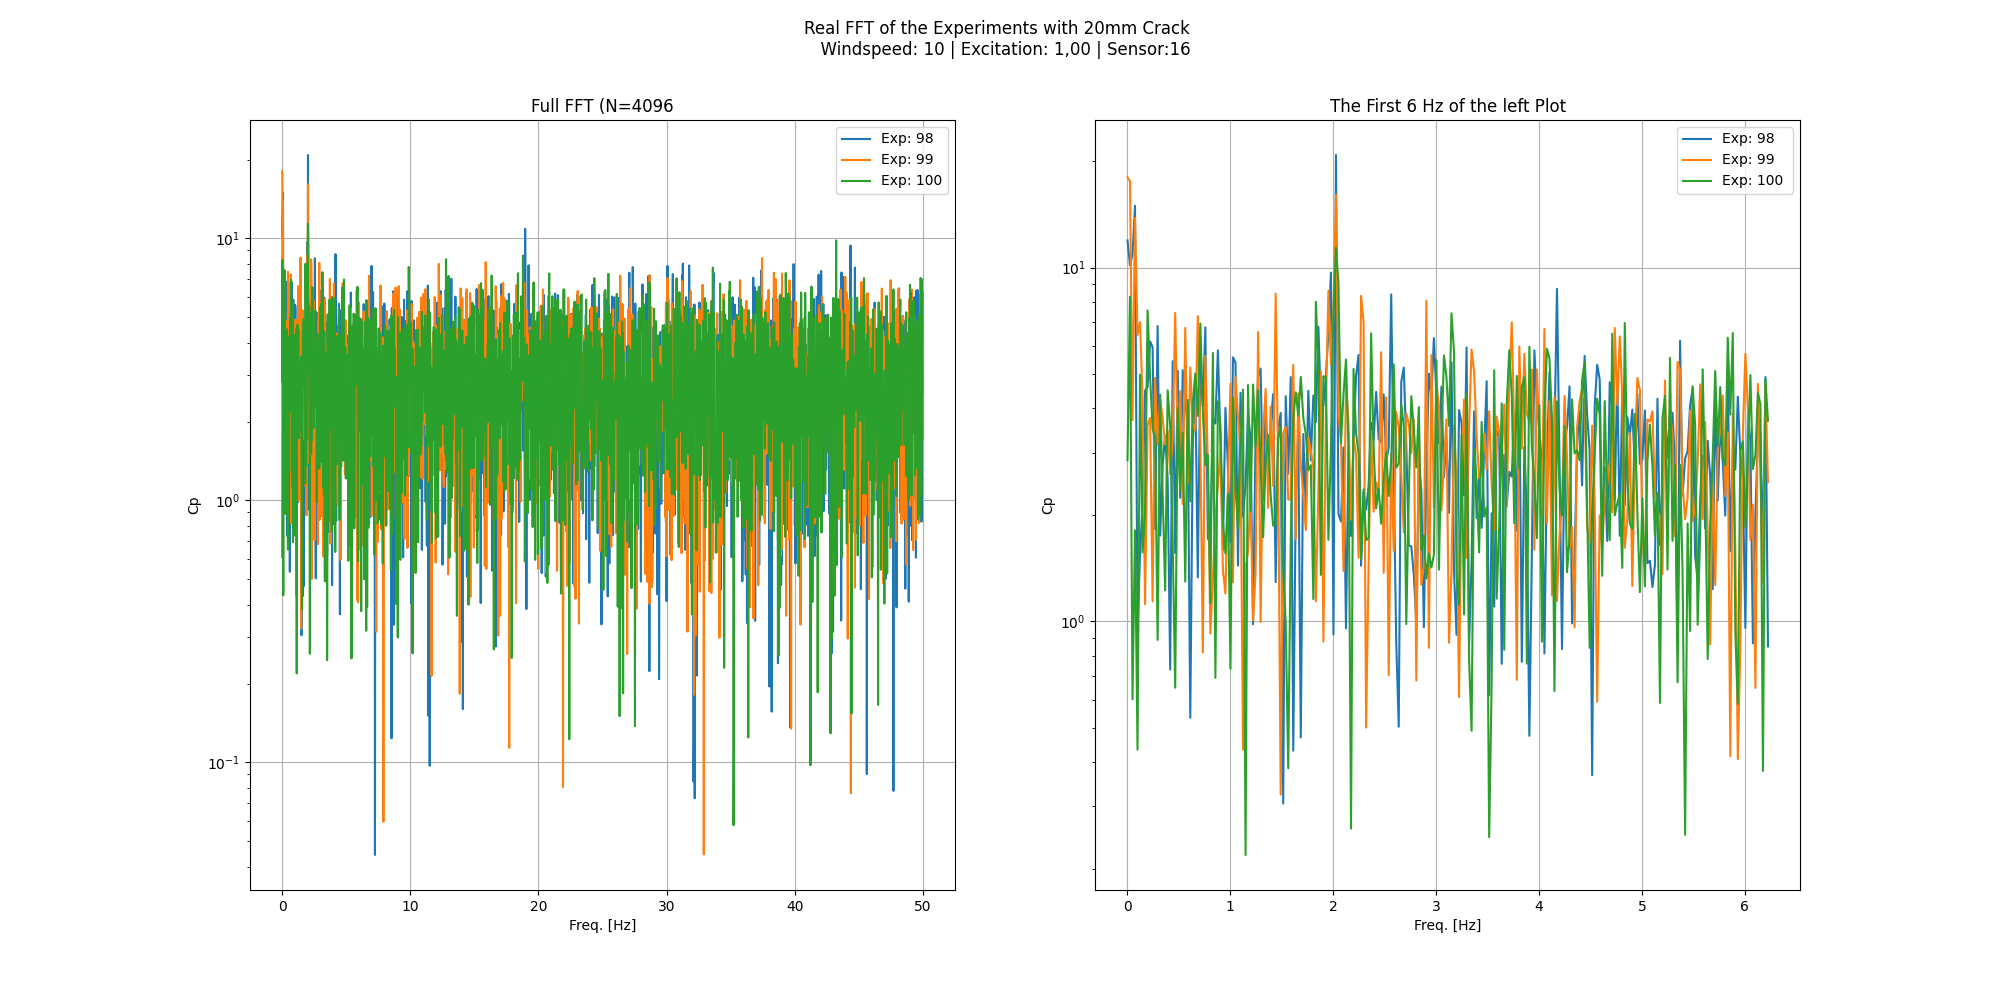 Real FFT of the Experiments with 20mm Crack
Windspeed: 10 | Excitation: 1,00 | Sensor:16
Full FFT (N=4096
Exp: 98
Exp: 99
Exp: 100
10¹
10⁰
10⁻¹
Cp
0 10 20 30 40 50
Freq. [Hz]
The First 6 Hz of the left Plot
Exp: 98
Exp: 99
Exp: 100
10¹
10⁰
Cp
0 1 2 3 4 5 6
Freq. [Hz]